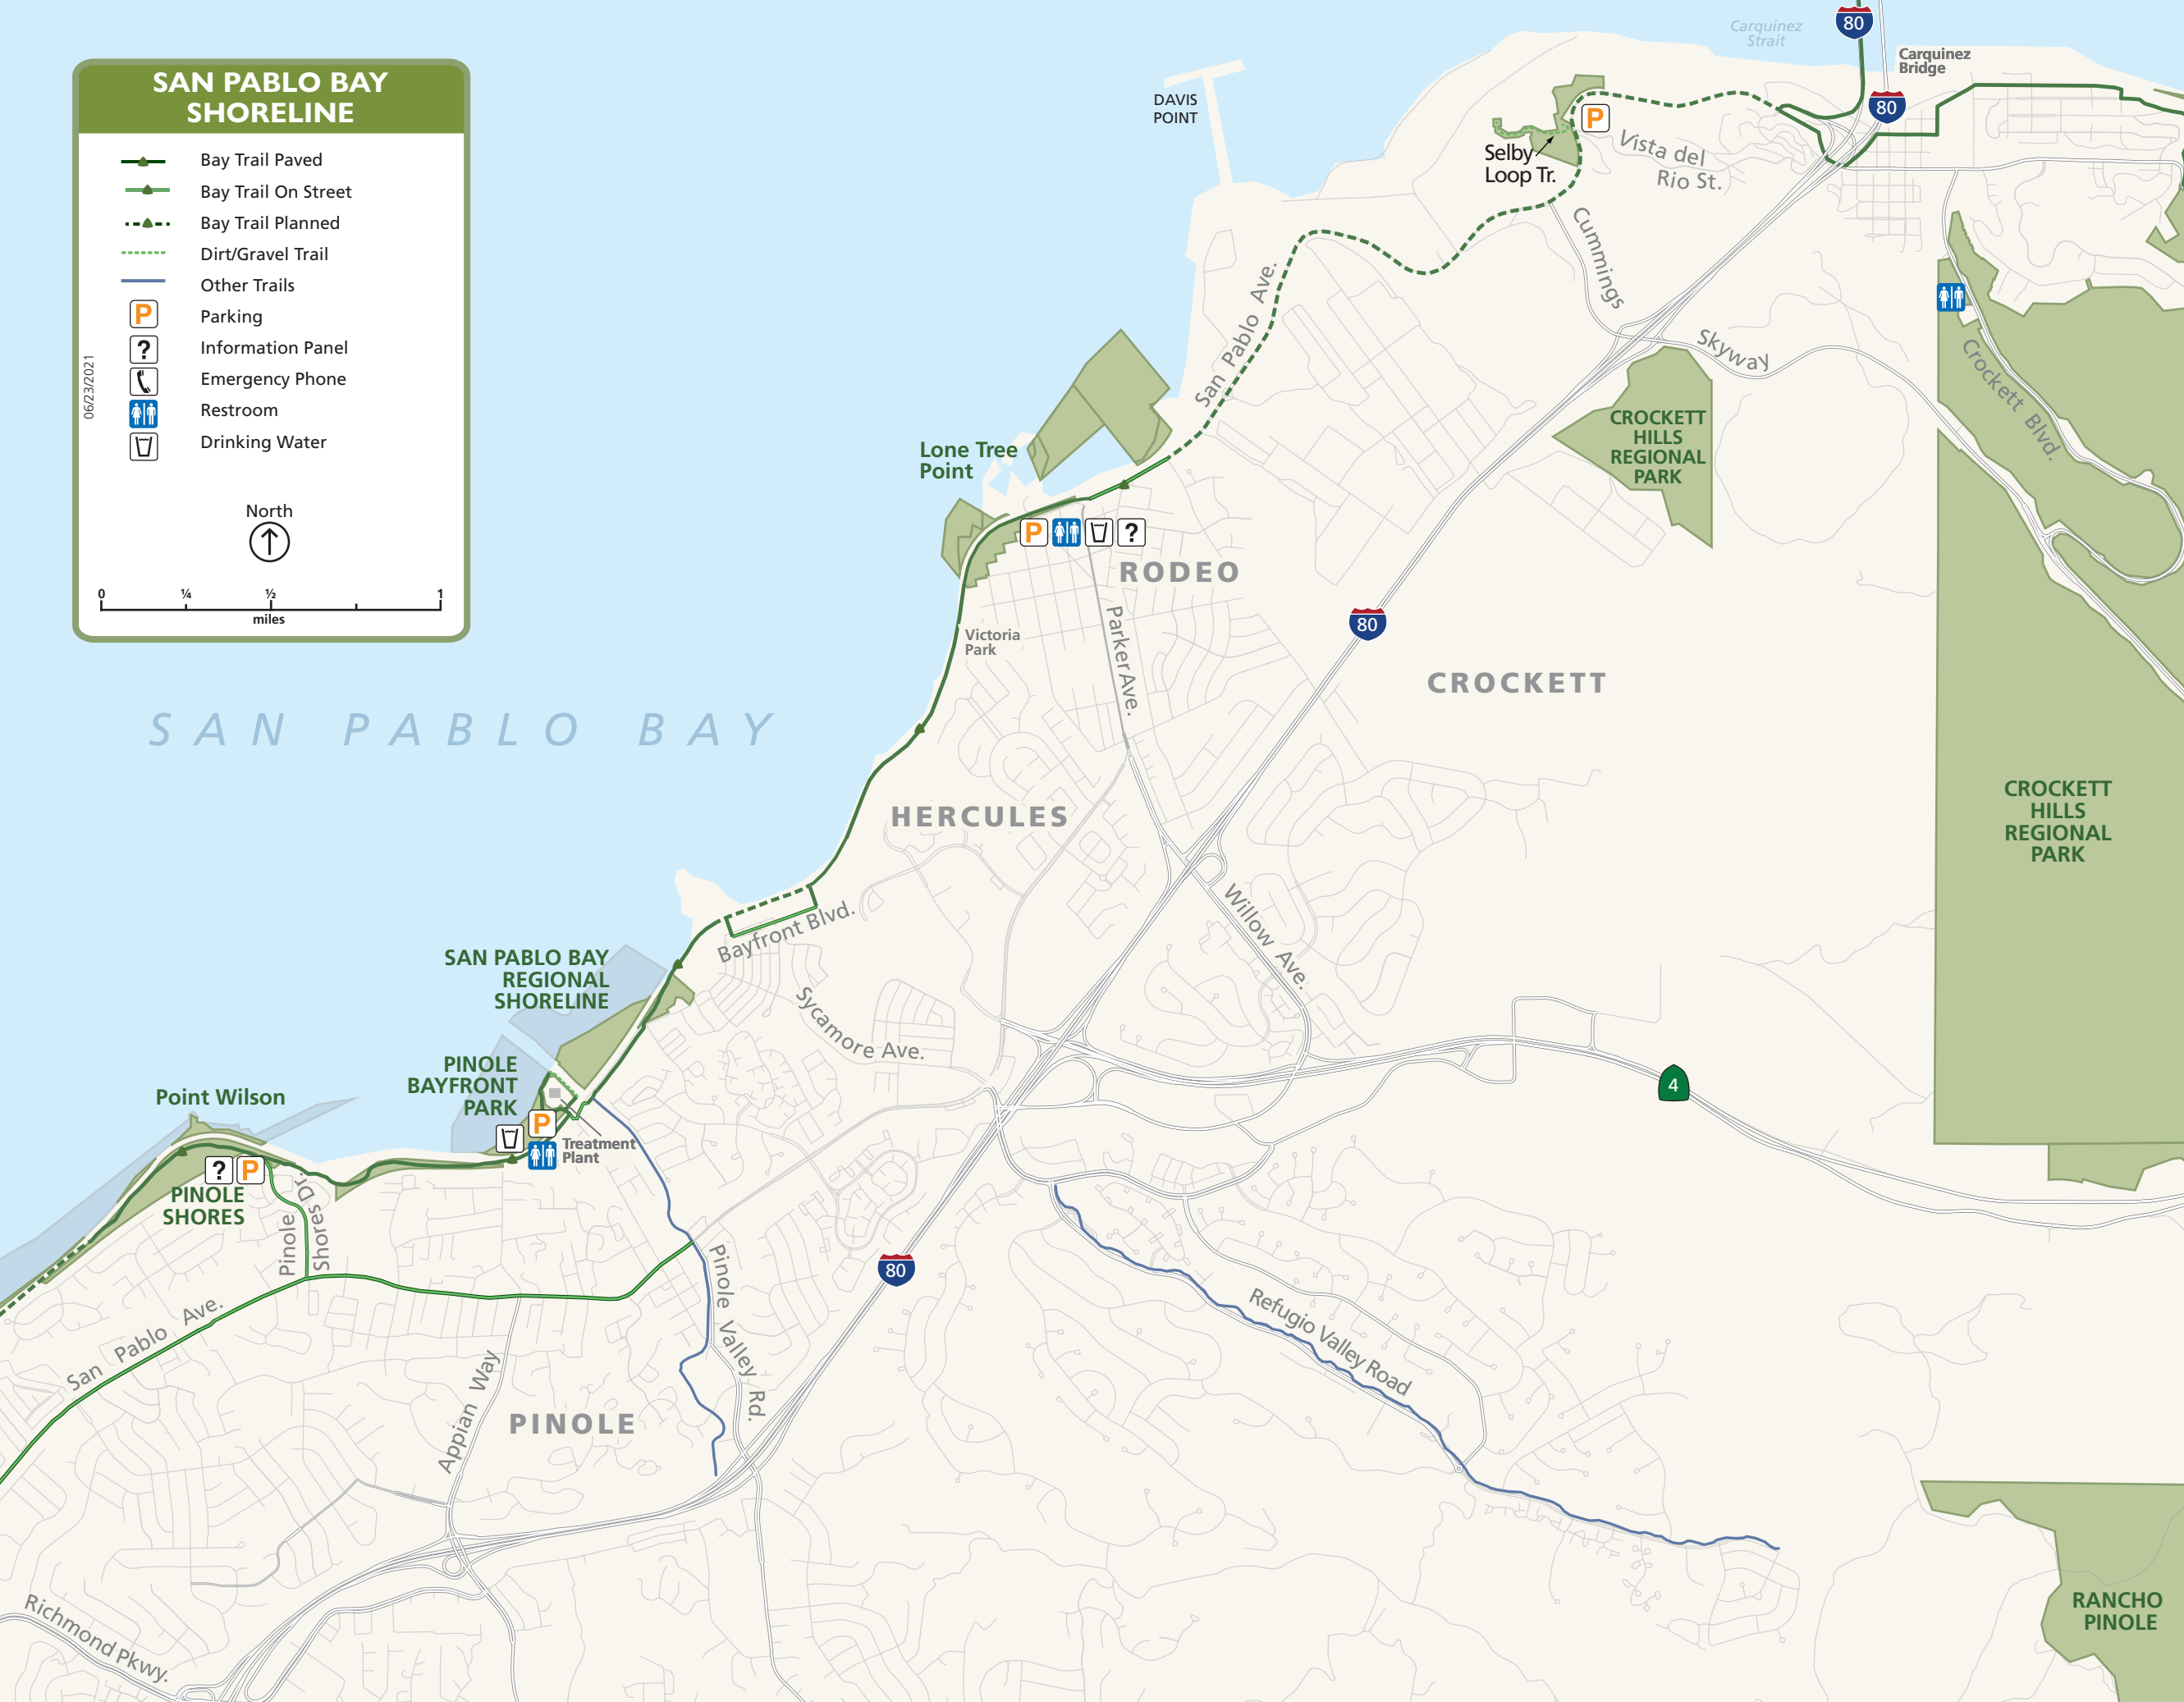 SAN PABLO BAY
SHORELINE
Bay Trail Paved
Bay Trail On Street
Bay Trail Planned
Dirt/Gravel Trail
Other Trails
P
Parking
?
Information Panel
Emergency Phone
Restroom
Drinking Water
06/23/2021
North
0 ¼ ½ 1
miles
Carquinez
Strait
80
Carquinez
Bridge
80
DAVIS
POINT
P
Selby
Loop Tr.
Vista del
Rio St.
Cummings
San Pablo Ave.
Skyway
Crockett Blvd.
CROCKETT
HILLS
REGIONAL
PARK
Lone Tree
Point
P
?
RODEO
Parker Ave.
80
Victoria
Park
CROCKETT
SAN PABLO BAY
HERCULES
CROCKETT
HILLS
REGIONAL
PARK
Bayfront Blvd.
Willow Ave.
SAN PABLO BAY
REGIONAL
SHORELINE
Sycamore Ave.
PINOLE
BAYFRONT
PARK
P
Treatment
Plant
4
Point Wilson
? P
PINOLE
SHORES
Pinole
Shores Dr.
80
Pinole Valley Rd.
San Pablo Ave.
Refugio Valley Road
Appian Way
PINOLE
Richmond Pkwy.
RANCHO
PINOLE